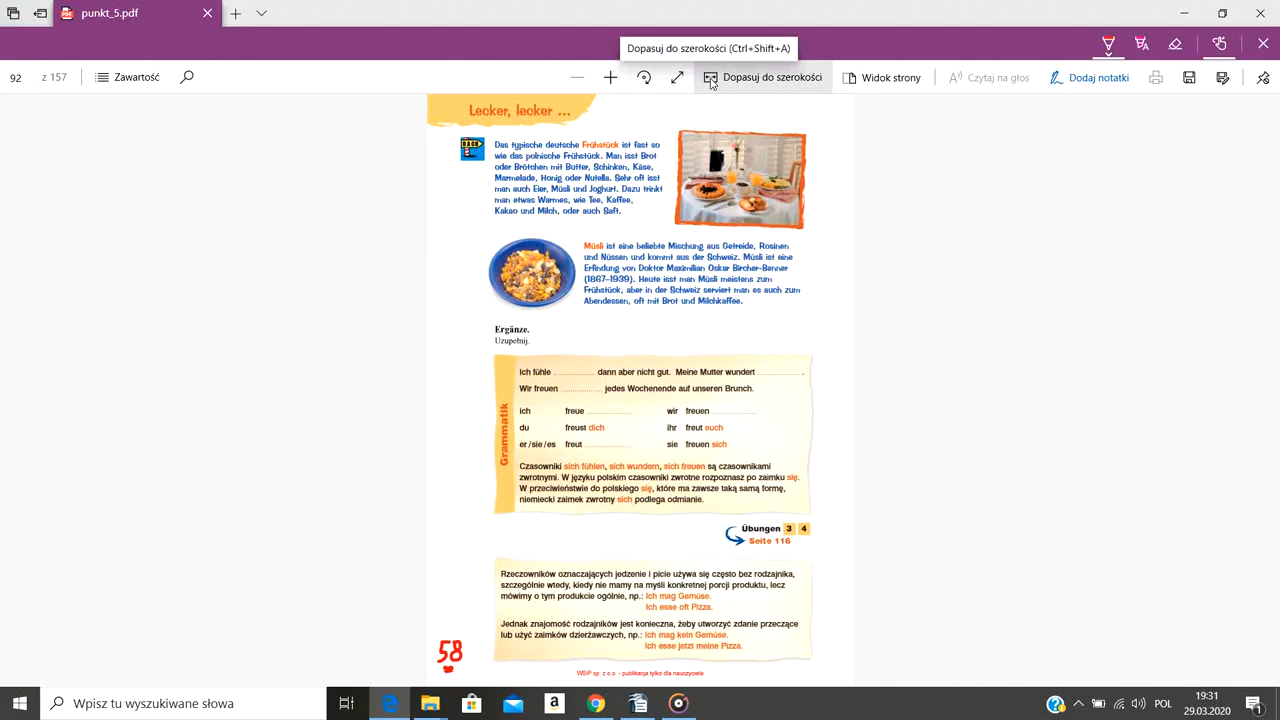 Dopasuj do szerokości (Ctrl+Shift+A)
92 z 157 Zawartość Dopasuj do szerokości Widok strony Czytaj na głos Dodaj notatki
Lecker, lecker ...
Das typische deutsche Frühstück ist fast so
wie das polnische Frühstück. Man isst Brot
oder Brötchen mit Butter, Schinken, Käse,
Marmelade, Honig oder Nutella. Sehr oft isst
man auch Eier, Müsli und Joghurt. Dazu trinkt
man etwas Warmes, wie Tee, Kaffee,
Kakao und Milch, oder auch Saft.
Müsli ist eine beliebte Mischung aus Getreide, Rosinen
und Nüssen und kommt aus der Schweiz. Müsli ist eine
Erfindung von Doktor Maximilian Oskar Bircher-Benner
(1867–1939). Heute isst man Müsli meistens zum
Frühstück, aber in der Schweiz serviert man es auch zum
Abendessen, oft mit Brot und Milchkaffee.
Ergänze.
Uzupełnij.
Grammatik
Ich fühle .................... dann aber nicht gut. Meine Mutter wundert .................... .
Wir freuen .................... jedes Wochenende auf unseren Brunch.
ich freue .................... wir freuen ....................
du freust dich ihr freut euch
er/sie/es freut .................... sie freuen sich
Czasowniki sich fühlen, sich wundern, sich freuen są czasownikami
zwrotnymi. W języku polskim czasowniki zwrotne rozpoznasz po zaimku się.
W przeciwieństwie do polskiego się, które ma zawsze taką samą formę,
niemiecki zaimek zwrotny sich podlega odmianie.
Übungen 3 4
Seite 116
Rzeczowników oznaczających jedzenie i picie używa się często bez rodzajnika,
szczególnie wtedy, kiedy nie mamy na myśli konkretnej porcji produktu, lecz
mówimy o tym produkcie ogólnie, np.: Ich mag Gemüse.
Ich esse oft Pizza.
Jednak znajomość rodzajników jest konieczna, żeby utworzyć zdanie przeczące
lub użyć zaimków dzierżawczych, np.: Ich mag kein Gemüse.
Ich esse jetzt meine Pizza.
58
WSiP sp. z o.o. - publikacja tylko dla nauczyciela
Wpisz tu wyszukiwane słowa
POL
19:31
29.03.2020